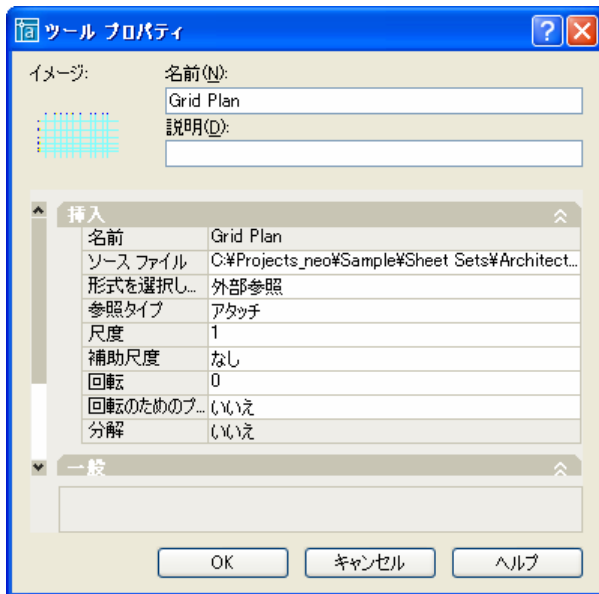 ツール プロパティ
イメージ:
名前(N):
Grid Plan
説明(D):
挿入
名前 Grid Plan
ソース ファイル C:¥Projects_neo¥Sample¥Sheet Sets¥Architect...
形式を選択し... 外部参照
参照タイプ アタッチ
尺度 1
補助尺度 なし
回転 0
回転のためのプ... いいえ
分解 いいえ
一般
OK キャンセル ヘルプ